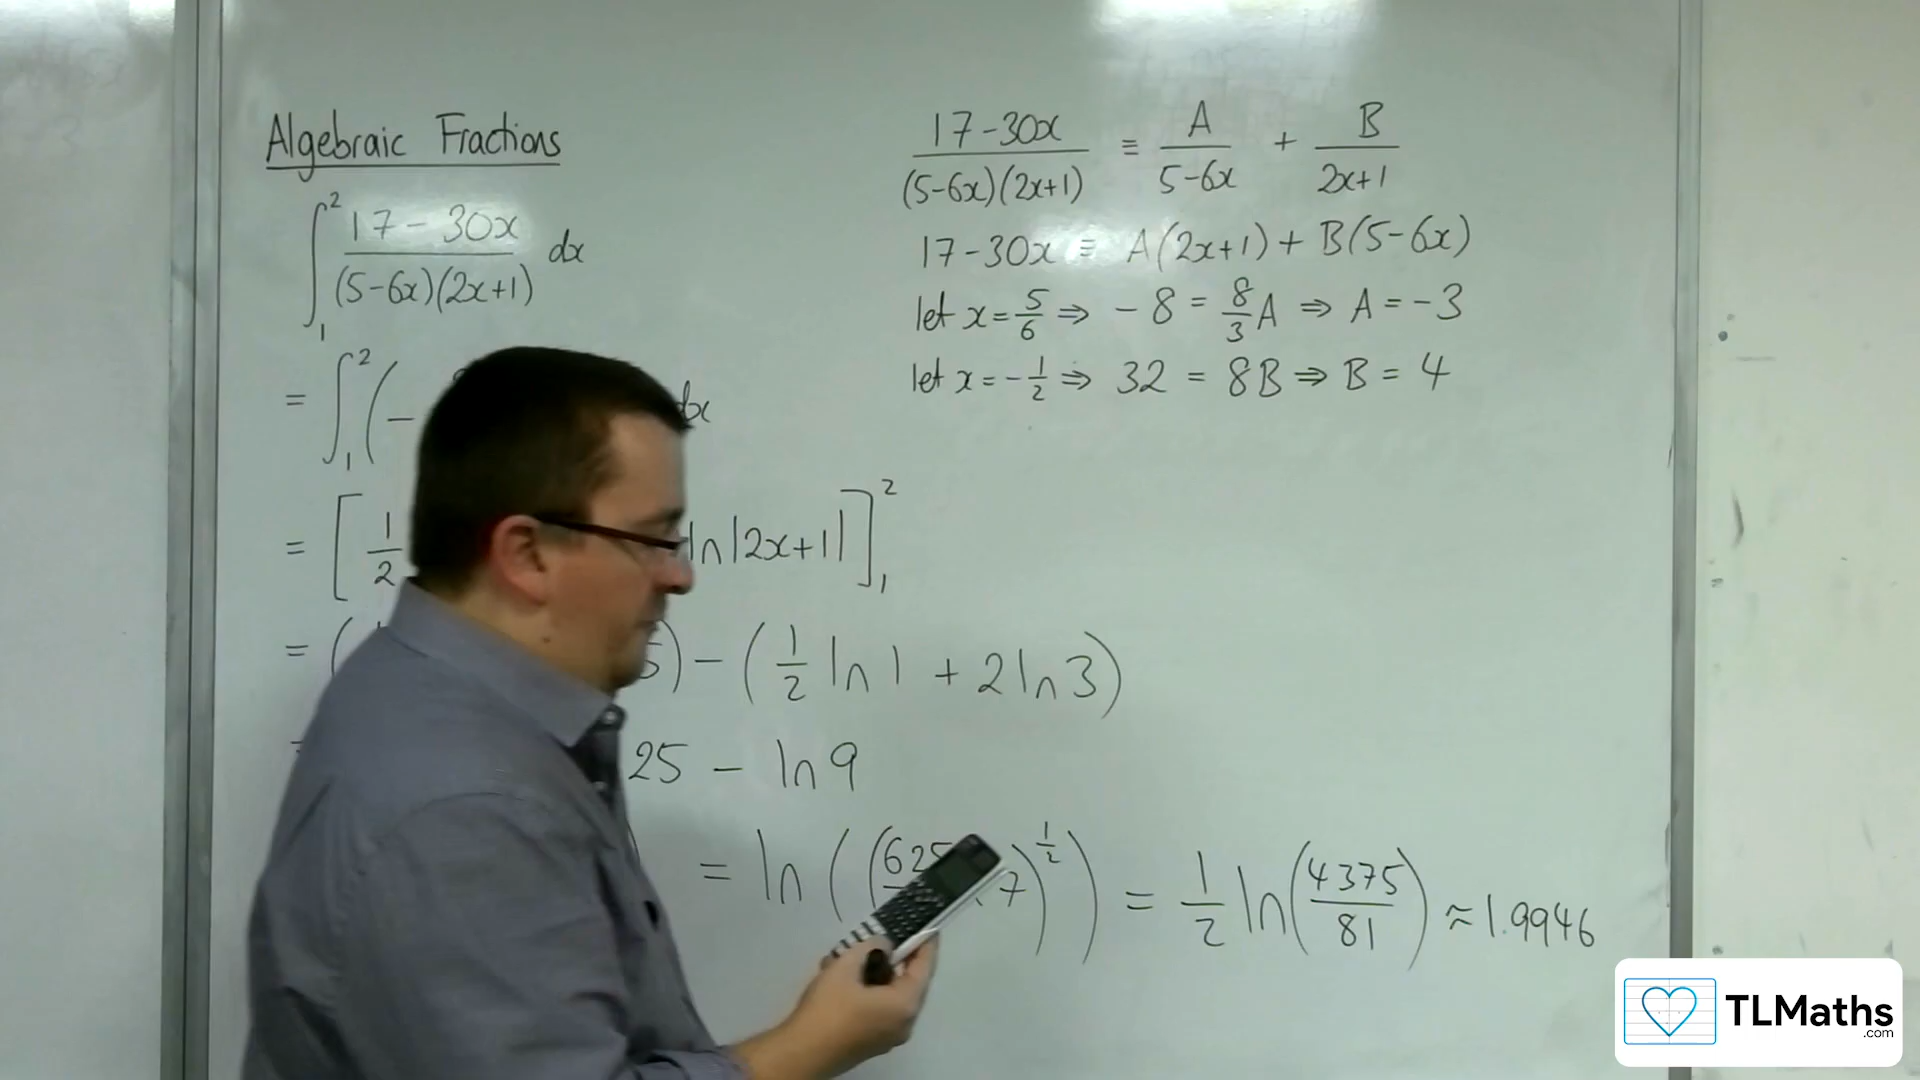 Algebraic Fractions
∫₁² (17 - 30x)/((5-6x)(2x+1)) dx
= ∫₁² (- dx
= [ 1/2 ln|2x+1| ]₁²
= ( 5) - (1/2 ln 1 + 2 ln 3)
25 - ln 9
= ln((625 7)^(1/2)) = 1/2 ln(4375/81) ≈ 1.9946
(17-30x)/((5-6x)(2x+1)) ≡ A/(5-6x) + B/(2x+1)
17-30x ≡ A(2x+1) + B(5-6x)
let x = 5/6 ⇒ -8 = 8/3 A ⇒ A = -3
let x = -1/2 ⇒ 32 = 8B ⇒ B = 4
TLMaths
.com